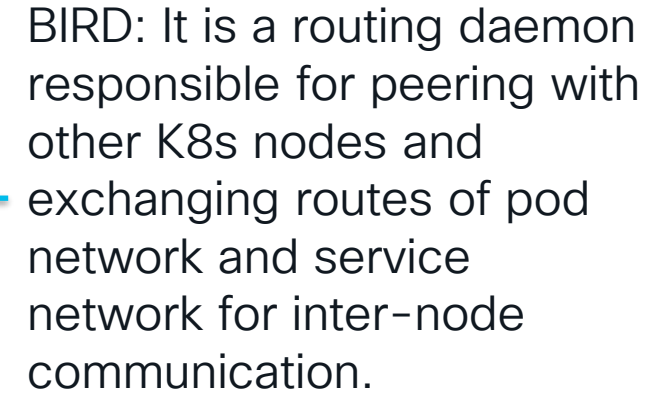 BIRD: It is a routing daemon
responsible for peering with
other K8s nodes and
exchanging routes of pod
network and service
network for inter-node
communication.